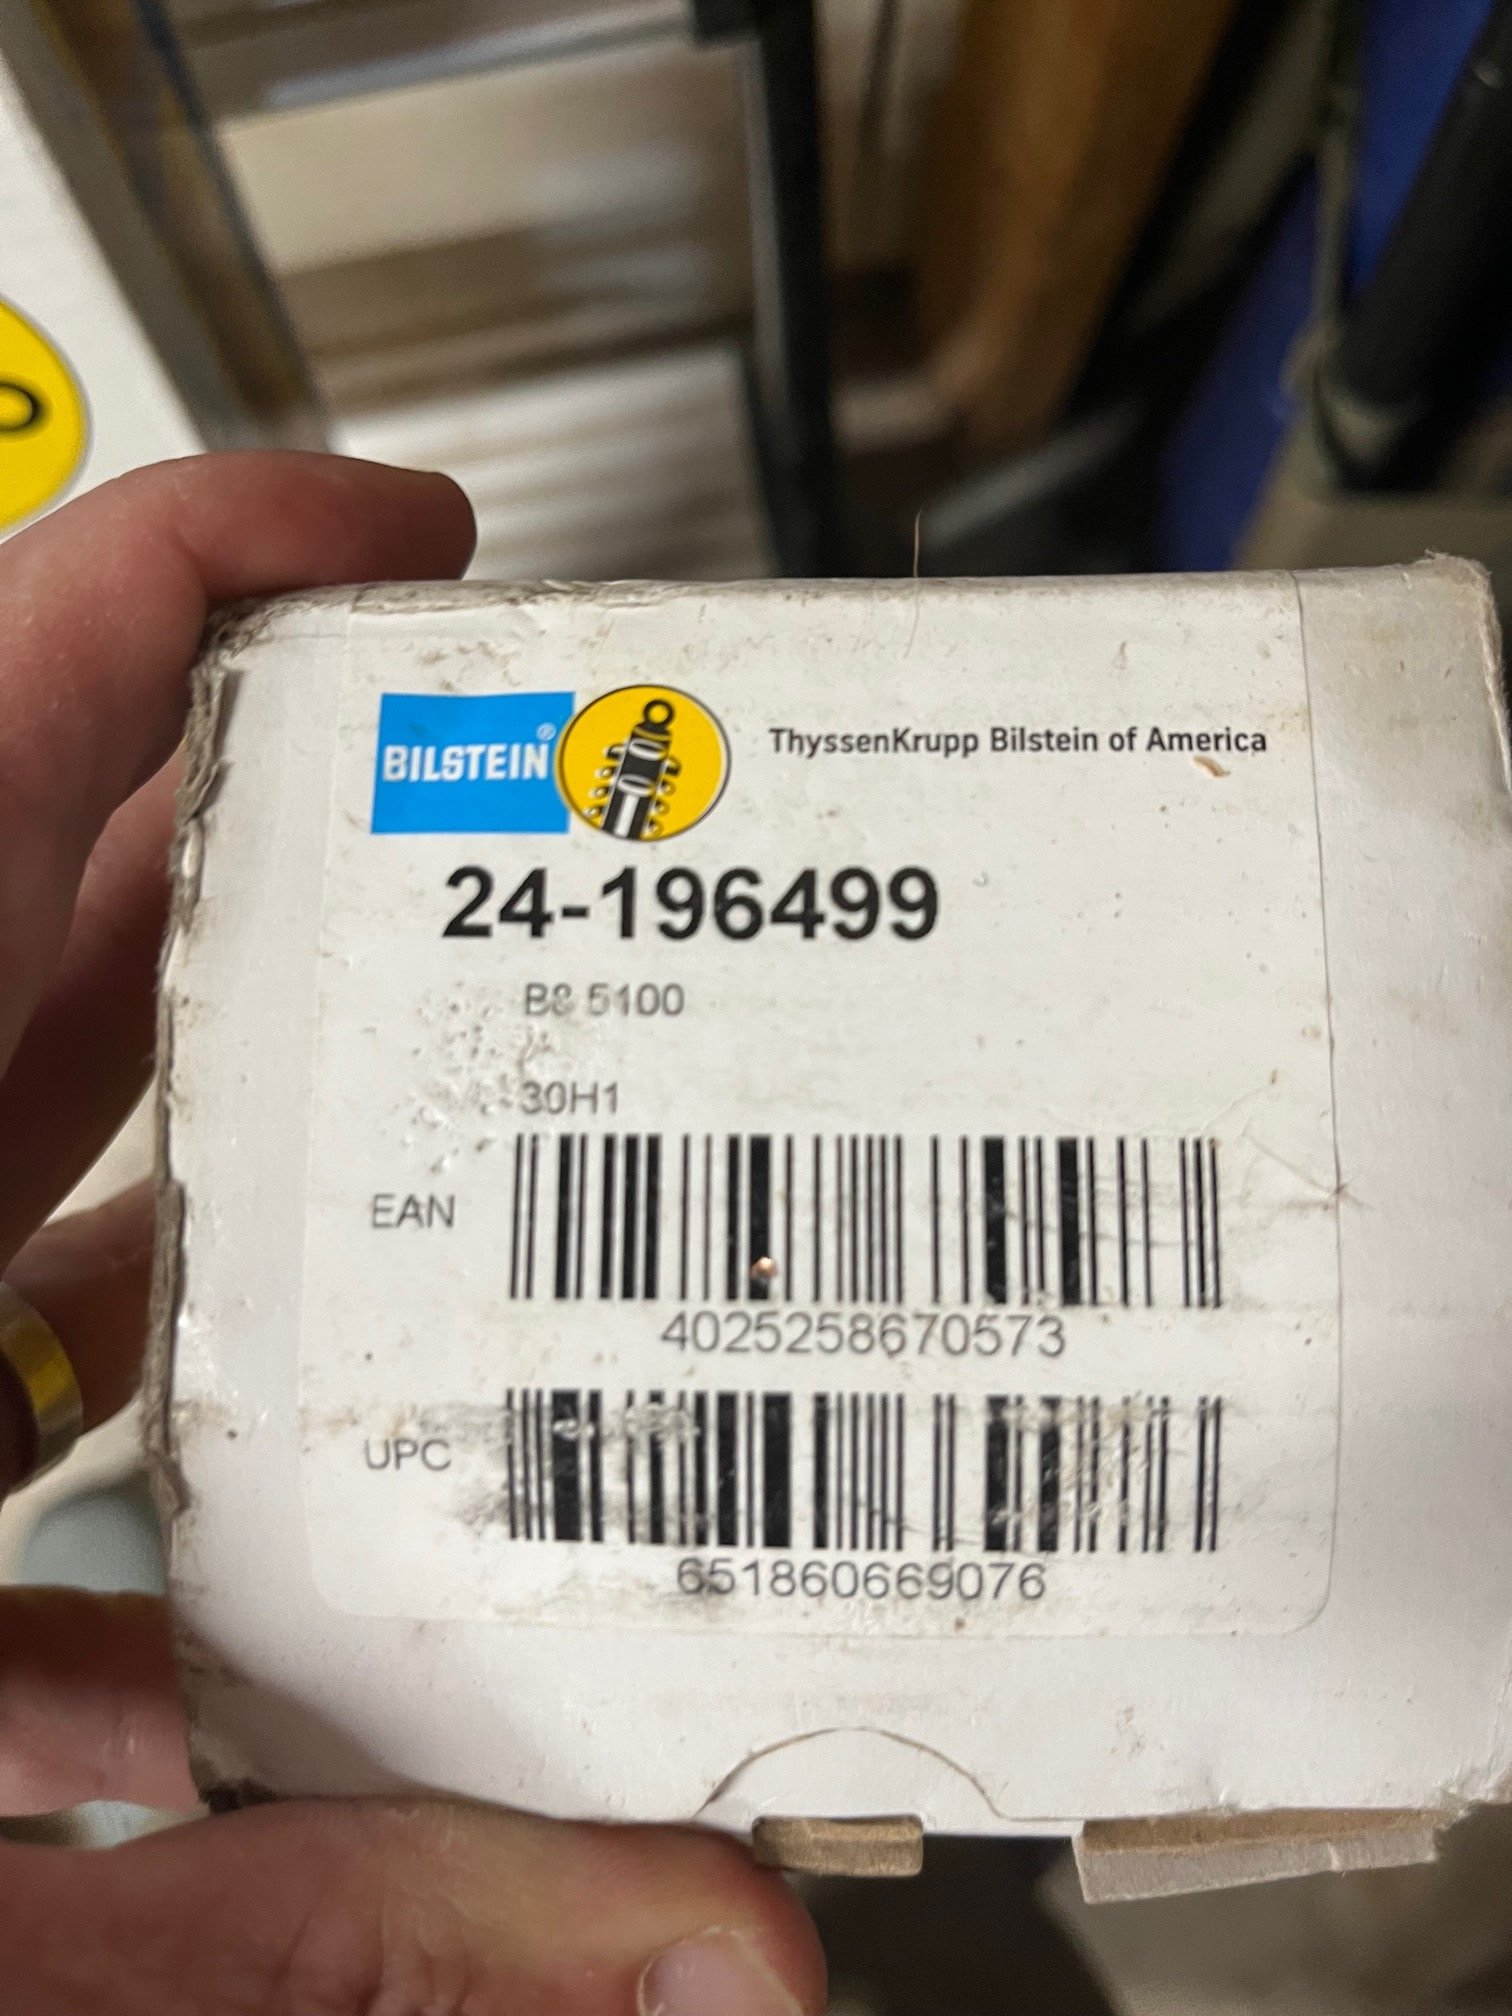 BILSTEIN®
ThyssenKrupp Bilstein of America
24-196499
B8 5100
30H1
EAN
4025258670573
UPC
651860669076